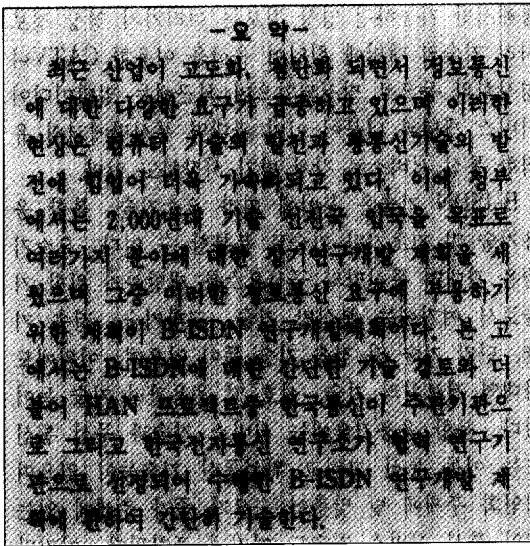 -요 약-
최근 산업이 고도화, 첨단화 되면서 정보통신
에 대한 다양한 요구가 급증하고 있으며 이러한
현상은 컴퓨터 기술의 발전과 광통신기술의 발
전에 힘입어 더욱 가속화되고 있다. 이에 정부
에서는 2,000년대 기술 선진국 진입을 목표로
여러가지 분야에 대한 장기연구개발 계획을 세
웠으며 그중 이러한 정보통신 요구에 부응하기
위한 계획이 B-ISDN 연구개발계획이다. 본 고
에서는 B-ISDN에 대한 간단한 기술 검토와 더
불어 HAN 프로젝트중 한국통신이 주관기관으
로 그리고 한국전자통신 연구소가 협력 연구기
관으로 선정되어 수행할 B-ISDN 연구개발 계
획에 관하여 간단히 기술한다.